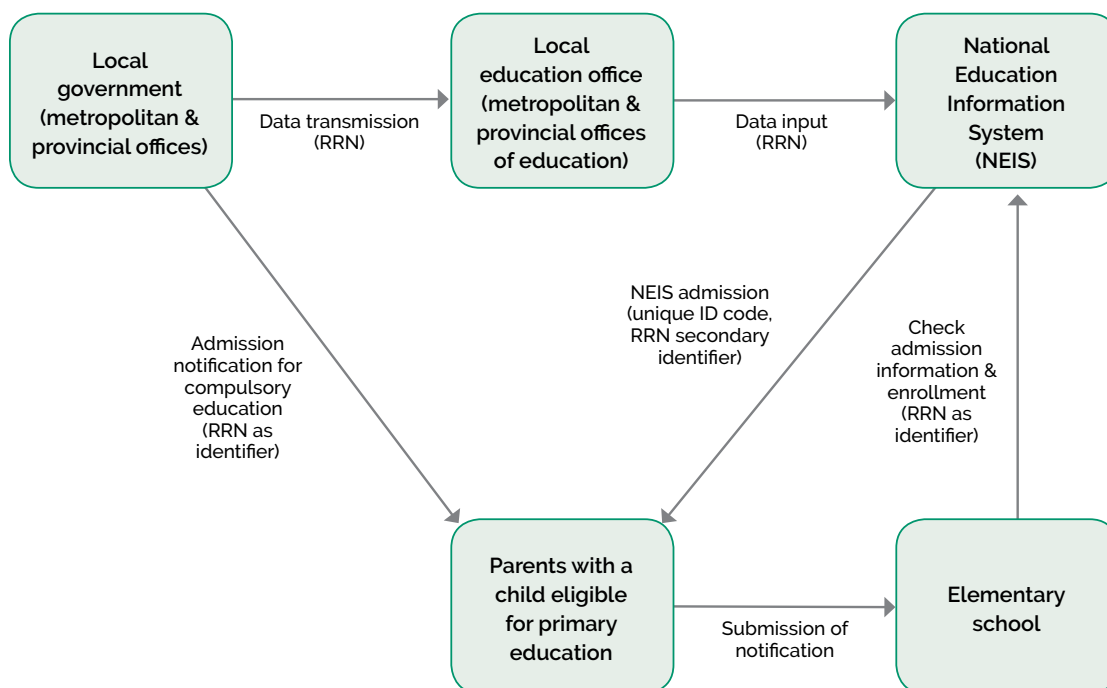 Local
government
(metropolitan &
provincial offices)
Data transmission
(RRN)
Local
education office
(metropolitan &
provincial offices
of education)
Data input
(RRN)
National
Education
Information
System
(NEIS)
Admission
notification for
compulsory
education
(RRN as
identifier)
NEIS admission
(unique ID code,
RRN secondary
identifier)
Check
admission
information &
enrollment
(RRN as
identifier)
Parents with a
child eligible
for primary
education
Submission of
notification
Elementary
school